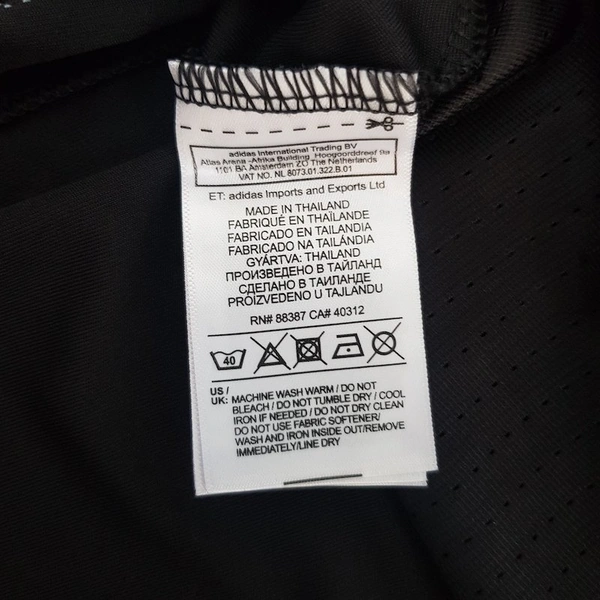 adidas International Trading BV
Atlas Arena -Afrika Building Hoogoorddreef 9a
1101 BA Amsterdam ZO The Netherlands
VAT NO. NL 8073.01.322.B.01
ET: adidas Imports and Exports Ltd
MADE IN THAILAND
FABRIQUÉ EN THAÏLANDE
FABRICADO EN TAILANDIA
FABRICADO NA TAILÂNDIA
GYÁRTVA: THAILAND
ПРОИЗВЕДЕНО В ТАЙЛАНД
СДЕЛАНО В ТАИЛАНДЕ
PROIZVEDENO U TAJLANDU
RN# 88387 CA# 40312
40
US /
UK: MACHINE WASH WARM / DO NOT
BLEACH / DO NOT TUMBLE DRY / COOL
IRON IF NEEDED / DO NOT DRY CLEAN
DO NOT USE FABRIC SOFTENER/
WASH AND IRON INSIDE OUT/REMOVE
IMMEDIATELY/LINE DRY